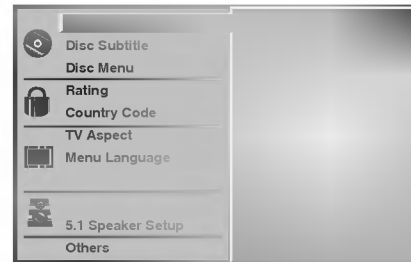 Disc Subtitle
Disc Menu
Rating
Country Code
TV Aspect
Menu Language
5.1 Speaker Setup
Others